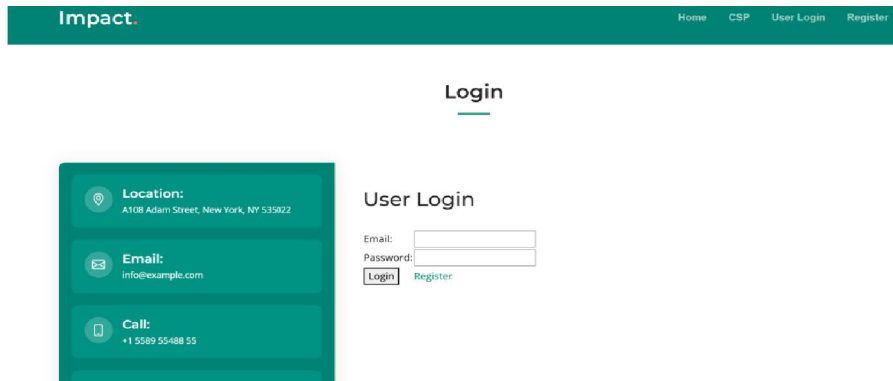 Impact.
Home CSP User Login Register
Login
Location:
A108 Adam Street, New York, NY 535022
Email:
info@example.com
Call:
+1 5589 55488 55
User Login
Email:
Password:
Login Register